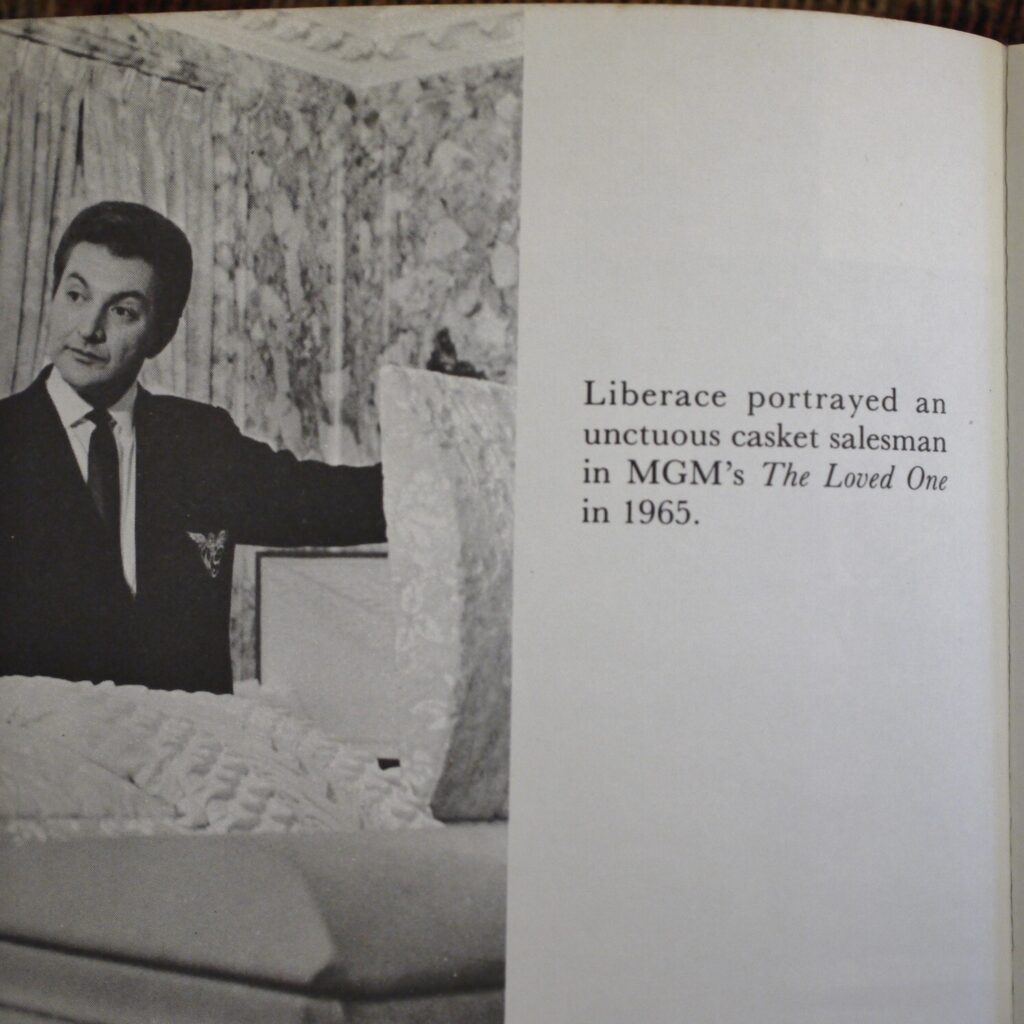 Liberace portrayed an
unctuous casket salesman
in MGM's The Loved One
in 1965.